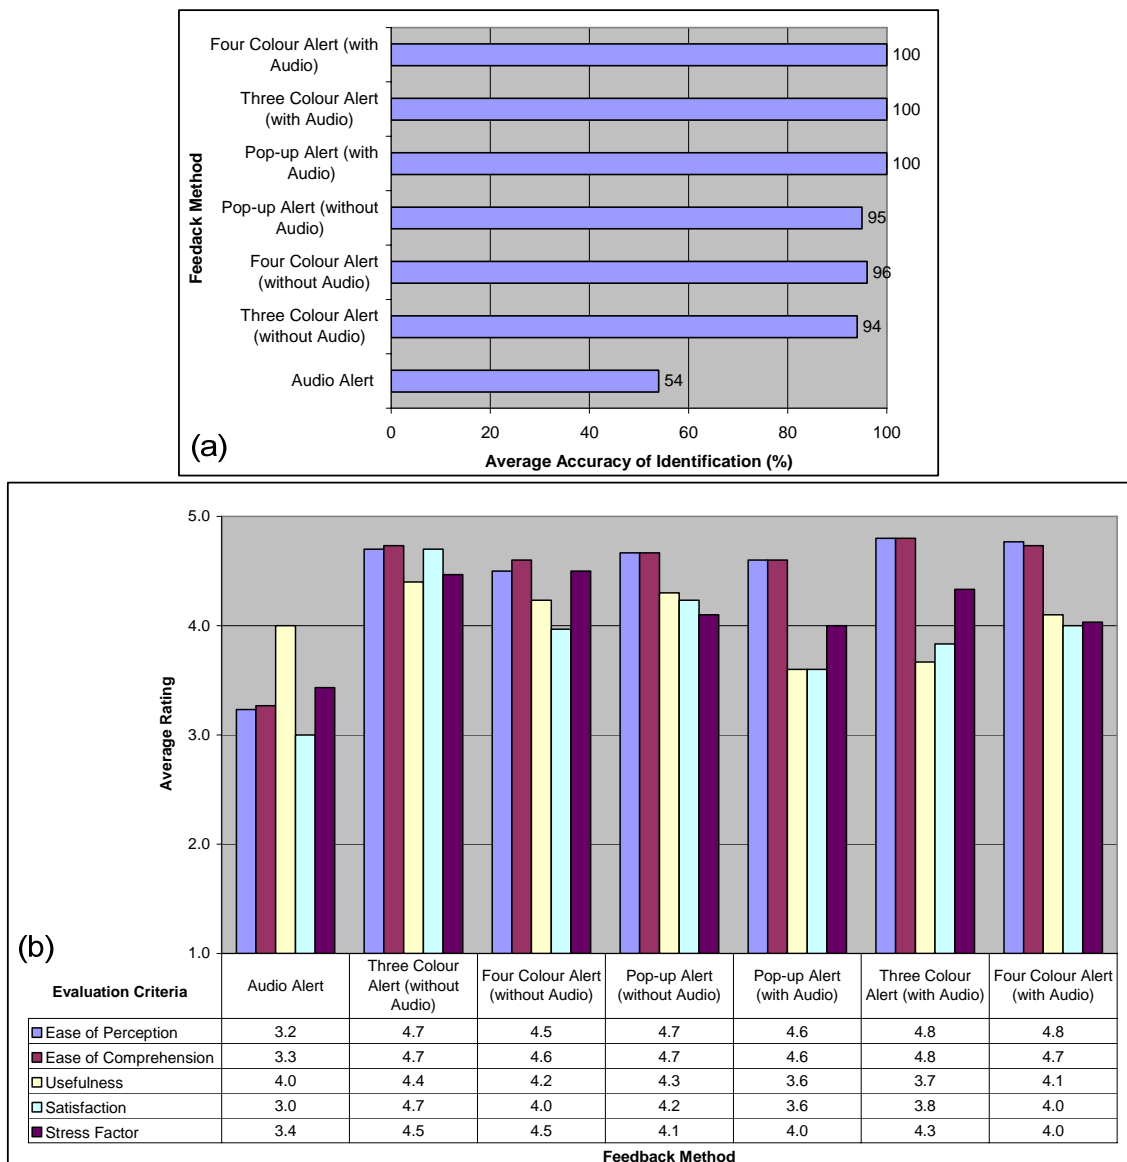 Four Colour Alert (with
Audio)
100
Three Colour Alert
(with Audio)
100
Pop-up Alert (with
Audio)
100
Pop-up Alert (without
Audio)
95
Four Colour Alert
(without Audio)
96
Three Colour Alert
(without Audio)
94
Audio Alert
54
Feedack Method
0 20 40 60 80 100
Average Accuracy of Identification (%)
(a)
5.0
4.0
3.0
2.0
1.0
Average Rating
(b)
Evaluation Criteria
Audio Alert
Three Colour
Alert (without
Audio)
Four Colour Alert
(without Audio)
Pop-up Alert
(without Audio)
Pop-up Alert
(with Audio)
Three Colour
Alert (with Audio)
Four Colour Alert
(with Audio)
Ease of Perception 3.2 4.7 4.5 4.7 4.6 4.8 4.8
Ease of Comprehension 3.3 4.7 4.6 4.7 4.6 4.8 4.7
Usefulness 4.0 4.4 4.2 4.3 3.6 3.7 4.1
Satisfaction 3.0 4.7 4.0 4.2 3.6 3.8 4.0
Stress Factor 3.4 4.5 4.5 4.1 4.0 4.3 4.0
Feedback Method